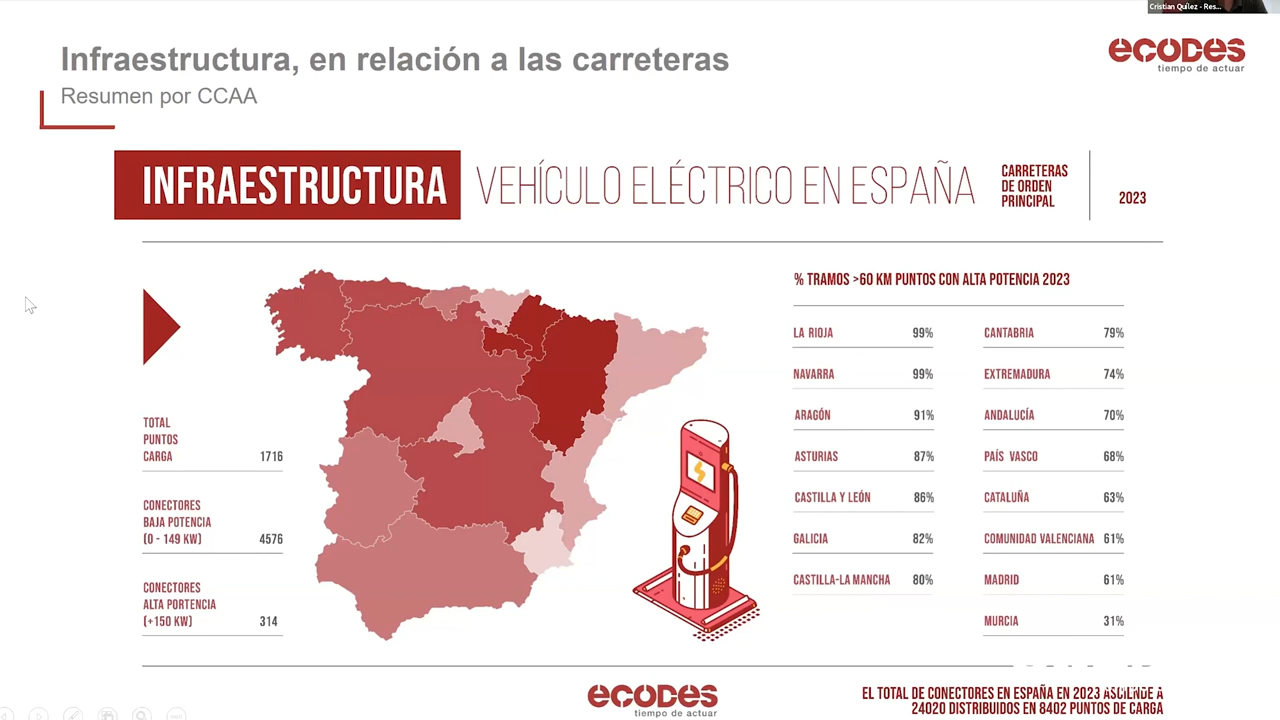 Cristian Quílez - Res...
Infraestructura, en relación a las carreteras
Resumen por CCAA
ecodes
tiempo de actuar
INFRAESTRUCTURA
VEHÍCULO ELÉCTRICO EN ESPAÑA
CARRETERAS
DE ORDEN
PRINCIPAL
2023
TOTAL
PUNTOS
CARGA 1716
CONECTORES
BAJA POTENCIA
(0 - 149 KW) 4576
CONECTORES
ALTA PORTENCIA
(+150 KW) 314
% TRAMOS >60 KM PUNTOS CON ALTA POTENCIA 2023
LA RIOJA 99%
NAVARRA 99%
ARAGÓN 91%
ASTURIAS 87%
CASTILLA Y LEÓN 86%
GALICIA 82%
CASTILLA-LA MANCHA 80%
CANTABRIA 79%
EXTREMADURA 74%
ANDALUCÍA 70%
PAÍS VASCO 68%
CATALUÑA 63%
COMUNIDAD VALENCIANA 61%
MADRID 61%
MURCIA 31%
ecodes
tiempo de actuar
EL TOTAL DE CONECTORES EN ESPAÑA EN 2023 ASCIENDE A
24020 DISTRIBUIDOS EN 8402 PUNTOS DE CARGA